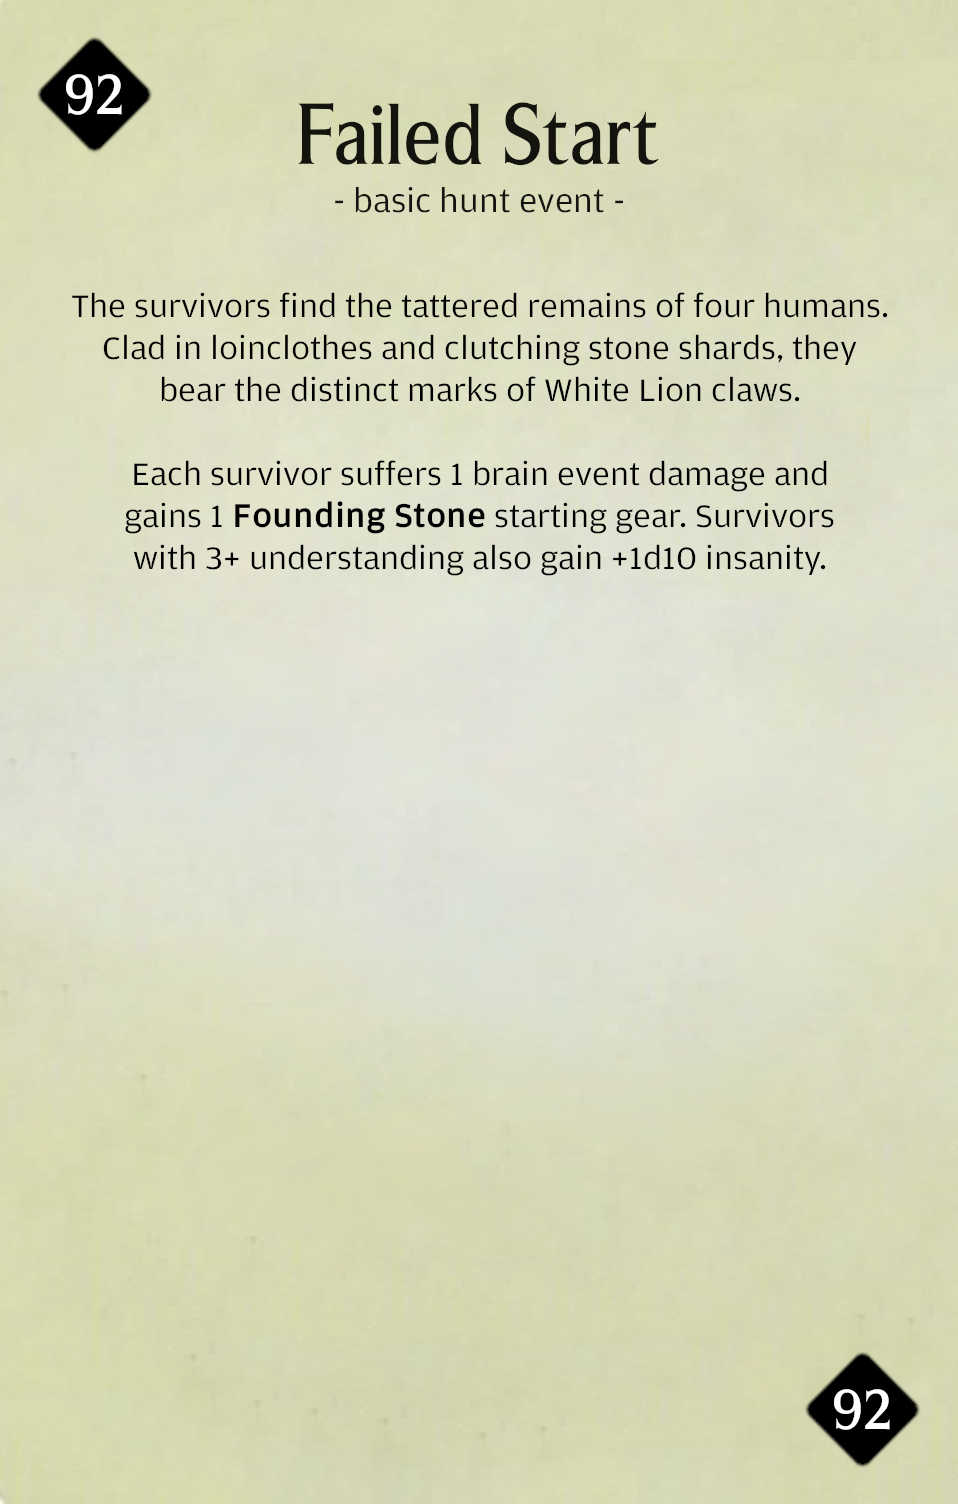 92
Failed Start
- basic hunt event -
The survivors find the tattered remains of four humans.
Clad in loinclothes and clutching stone shards, they
bear the distinct marks of White Lion claws.
Each survivor suffers 1 brain event damage and
gains 1 Founding Stone starting gear. Survivors
with 3+ understanding also gain +1d10 insanity.
92